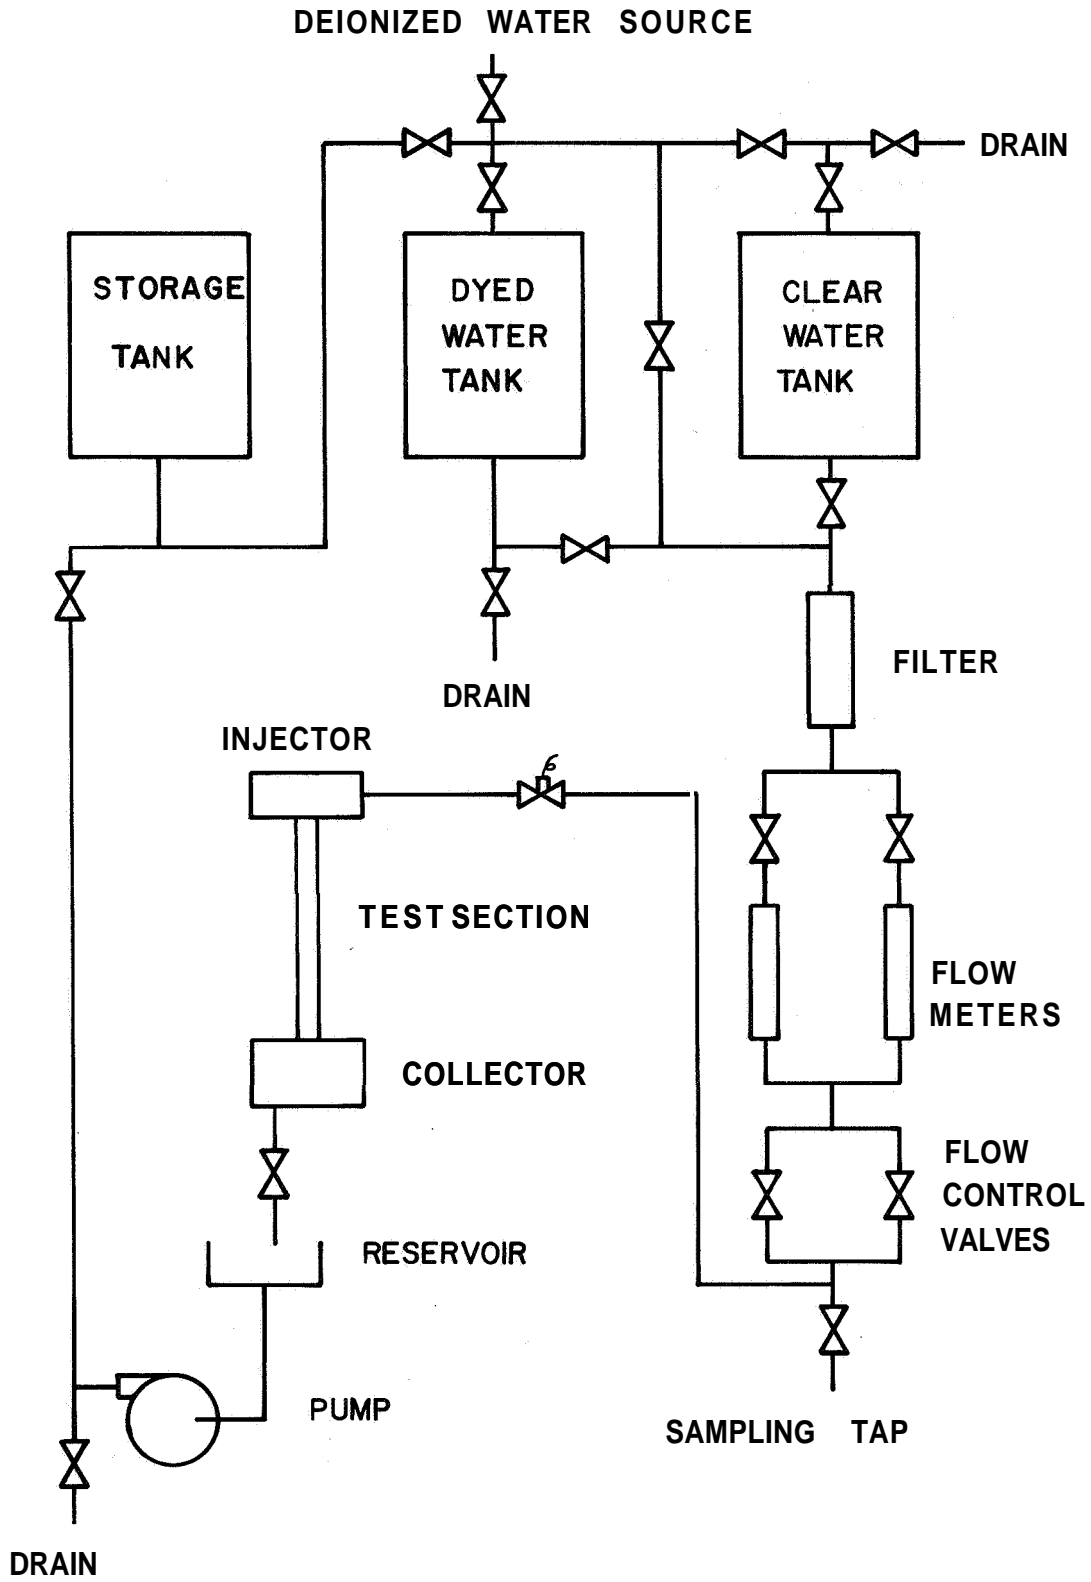 DEIONIZED WATER SOURCE
DRAIN
STORAGE
TANK
DYED
WATER
TANK
CLEAR
WATER
TANK
FILTER
DRAIN
INJECTOR
TEST SECTION
FLOW
METERS
COLLECTOR
FLOW
CONTROL
VALVES
RESERVOIR
PUMP
SAMPLING TAP
DRAIN